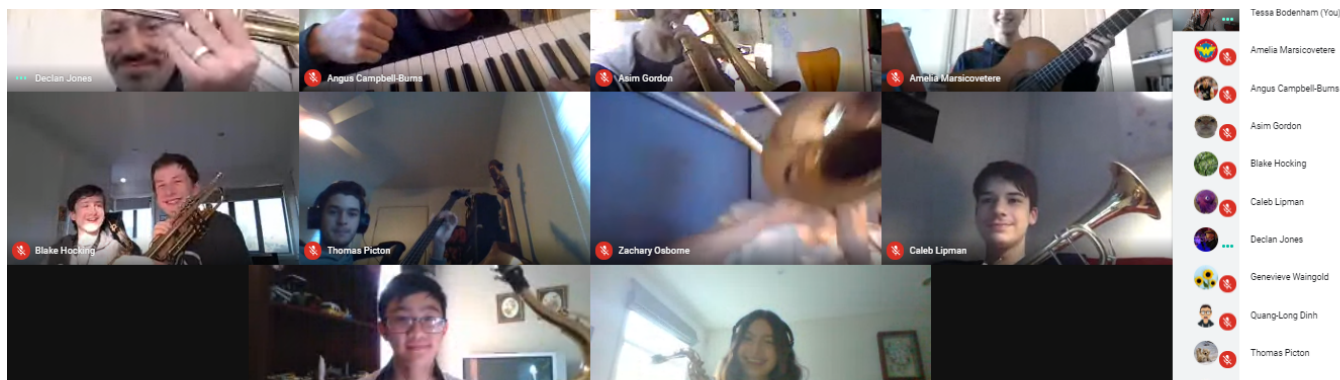 Declan Jones
Angus Campbell-Burns
Asim Gordon
Amelia Marsicovetere
Blake Hocking
Thomas Picton
Zachary Osborne
Caleb Lipman
Tessa Bodenham (You)
Amelia Marsicovetere
Angus Campbell-Burns
Asim Gordon
Blake Hocking
Caleb Lipman
Declan Jones
Genevieve Waingold
Quang-Long Dinh
Thomas Picton